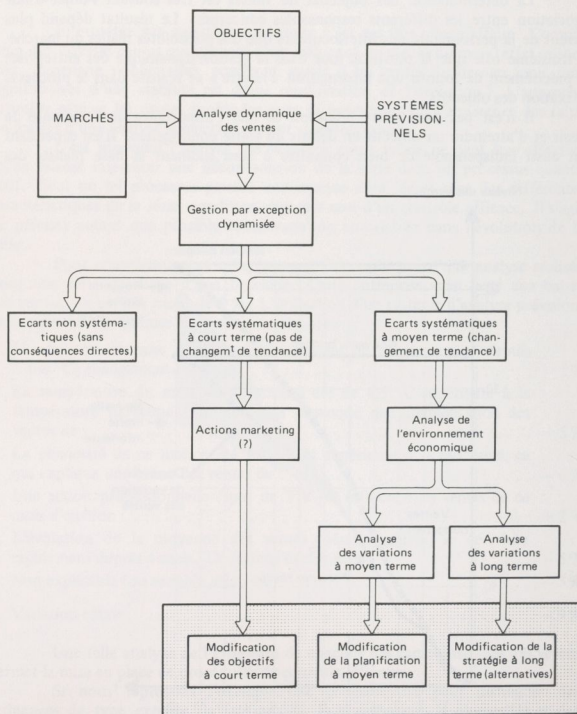 OBJECTIFS
MARCHÉS
Analyse dynamique
des ventes
SYSTÈMES
PRÉVISION-
NELS
Gestion par exception
dynamisée
Ecarts non systéma-
tiques (sans
conséquences directes)
Ecarts systématiques
à court terme (pas de
changemt de tendance)
Ecarts systématiques
à moyen terme (chan-
gement de tendance)
Actions marketing
(?)
Analyse de
l'environnement
économique
Analyse
des variations
à moyen terme
Analyse
des variations
à long terme
Modification
des objectifs
à court terme
Modification
de la planification
à moyen terme
Modification de la
stratégie à long
terme (alternatives)